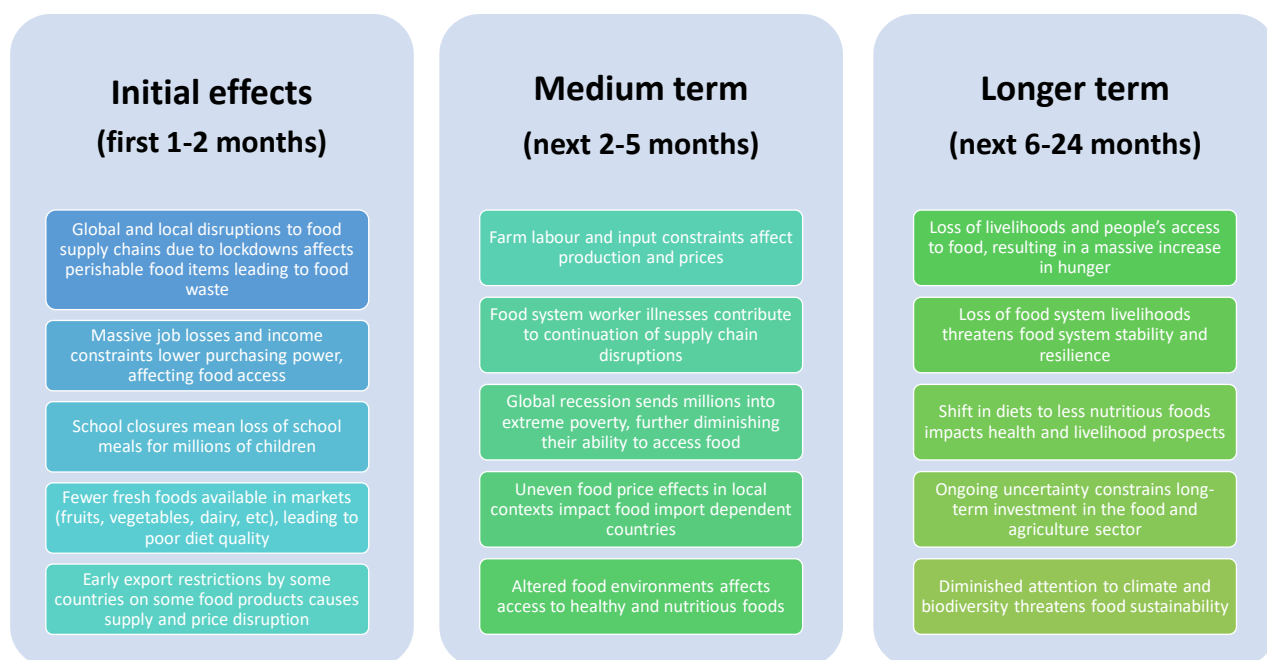 Initial effects
(first 1-2 months)
Global and local disruptions to food
supply chains due to lockdowns affects
perishable food items leading to food
waste
Massive job losses and income
constraints lower purchasing power,
affecting food access
School closures mean loss of school
meals for millions of children
Fewer fresh foods available in markets
(fruits, vegetables, dairy, etc), leading to
poor diet quality
Early export restrictions by some
countries on some food products causes
supply and price disruption
Medium term
(next 2-5 months)
Farm labour and input constraints affect
production and prices
Food system worker illnesses contribute
to continuation of supply chain
disruptions
Global recession sends millions into
extreme poverty, further diminishing
their ability to access food
Uneven food price effects in local
contexts impact food import dependent
countries
Altered food environments affects
access to healthy and nutritious foods
Longer term
(next 6-24 months)
Loss of livelihoods and people’s access
to food, resulting in a massive increase
in hunger
Loss of food system livelihoods
threatens food system stability and
resilience
Shift in diets to less nutritious foods
impacts health and livelihood prospects
Ongoing uncertainty constrains long-
term investment in the food and
agriculture sector
Diminished attention to climate and
biodiversity threatens food sustainability